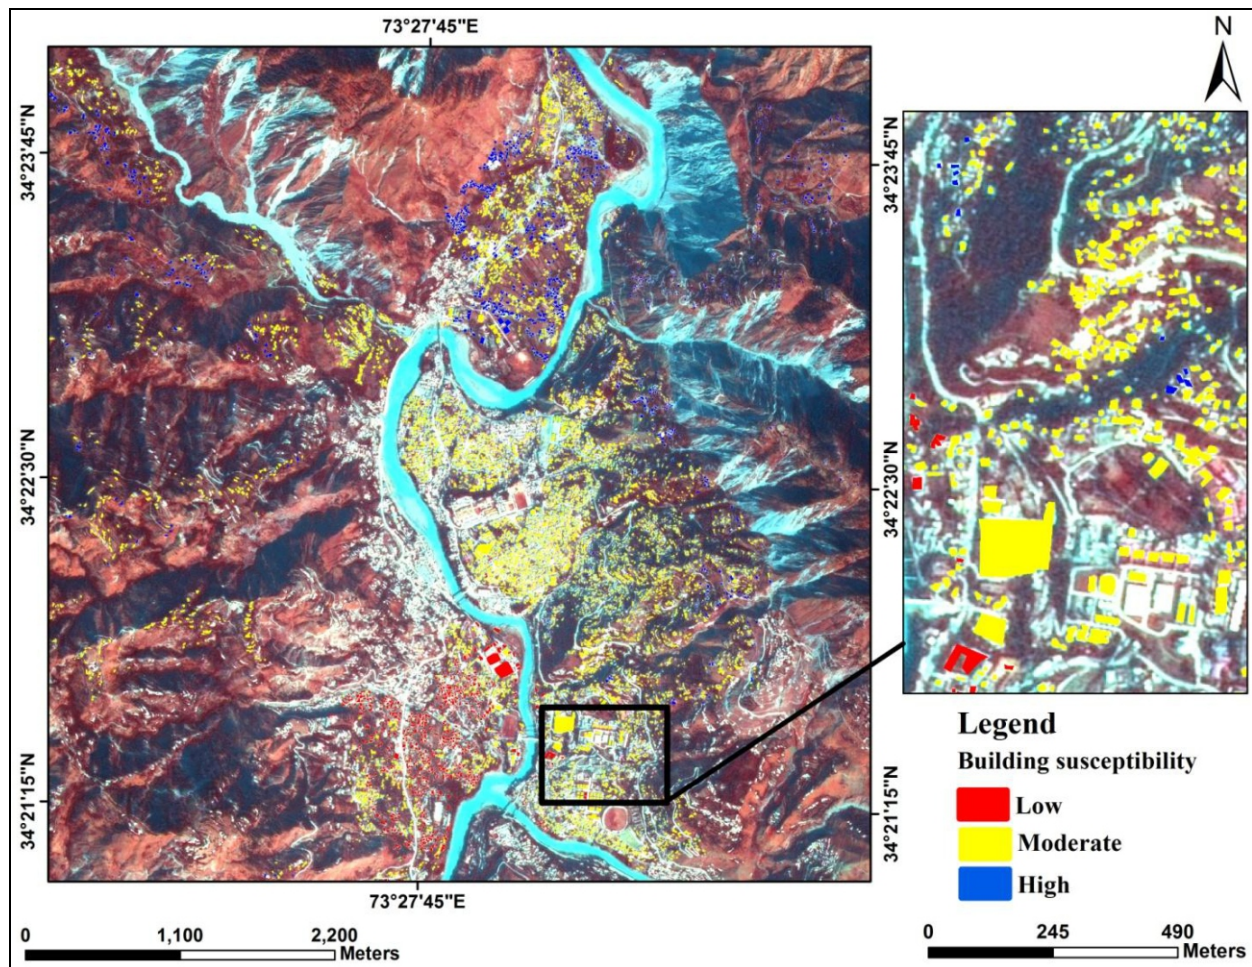 73°27'45"E
N
34°23'45"N
34°23'45"N
34°22'30"N
34°22'30"N
34°21'15"N
34°21'15"N
73°27'45"E
Legend
Building susceptibility
Low
Moderate
High
0 1,100 2,200
Meters
0 245 490
Meters